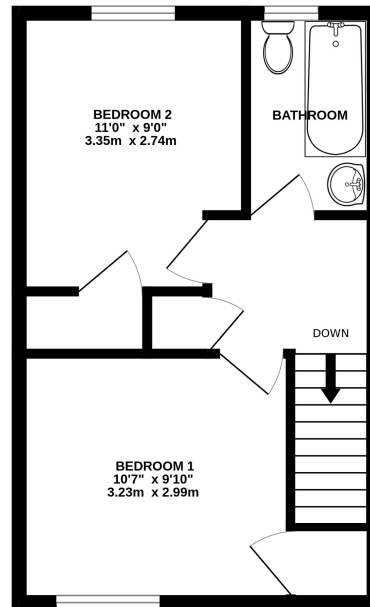 BEDROOM 2
11'0" x 9'0"
3.35m x 2.74m
BATHROOM
DOWN
BEDROOM 1
10'7" x 9'10"
3.23m x 2.99m